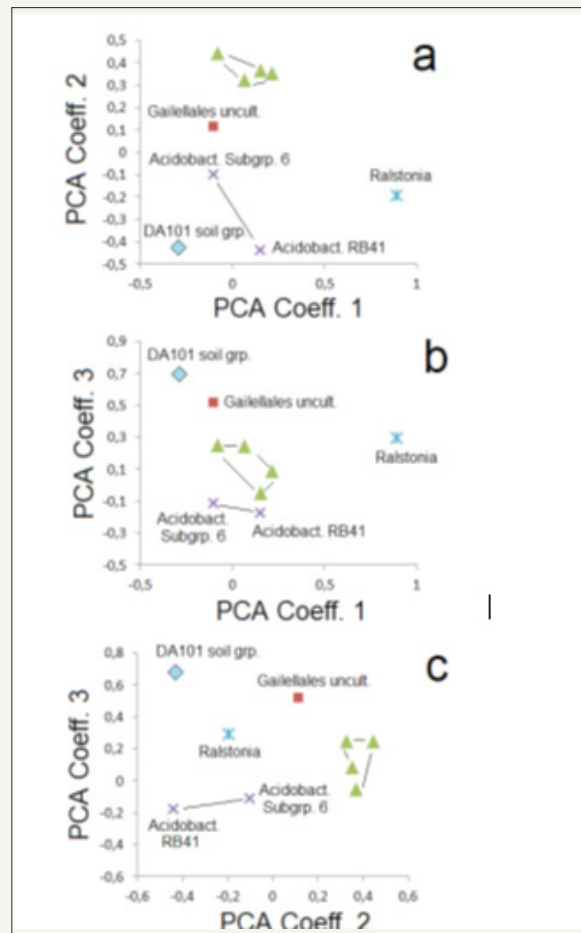 a
0,5
0,4
0,3
0,2
0,1
0
-0,1
-0,2
-0,3
-0,4
-0,5
PCA Coeff. 2
Gailellales uncult.
Acidobact. Subgrp. 6
Ralstonia
DA101 soil grp.
Acidobact. RB41
-0,5
0
0,5
1
PCA Coeff. 1
b
0,9
0,7
0,5
0,3
0,1
-0,1
-0,3
-0,5
PCA Coeff. 3
DA101 soil grp.
Gailellales uncult.
Ralstonia
Acidobact.
Subgrp. 6
Acidobact. RB41
-0,5
0
0,5
1
PCA Coeff. 1
c
0,8
0,6
0,4
0,2
0
-0,2
-0,4
-0,6
PCA Coeff. 3
DA101 soil grp.
Gailellales uncult.
Ralstonia
Acidobact.
Subgrp. 6
Acidobact.
RB41
-0,6
-0,4
-0,2
0
0,2
0,4
0,6
PCA Coeff. 2